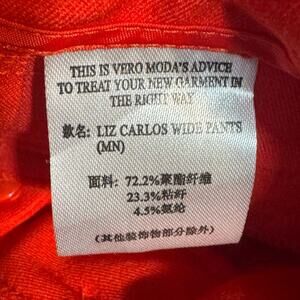 THIS IS VERO MODA'S ADVICE
TO TREAT YOUR NEW GARMENT IN
THE RIGHT WAY
款名: LIZ CARLOS WIDE PANTS
(MN)
面料: 72.2%聚酯纤维
23.3%粘纤
4.5%氨纶
(其他装饰物部分除外)